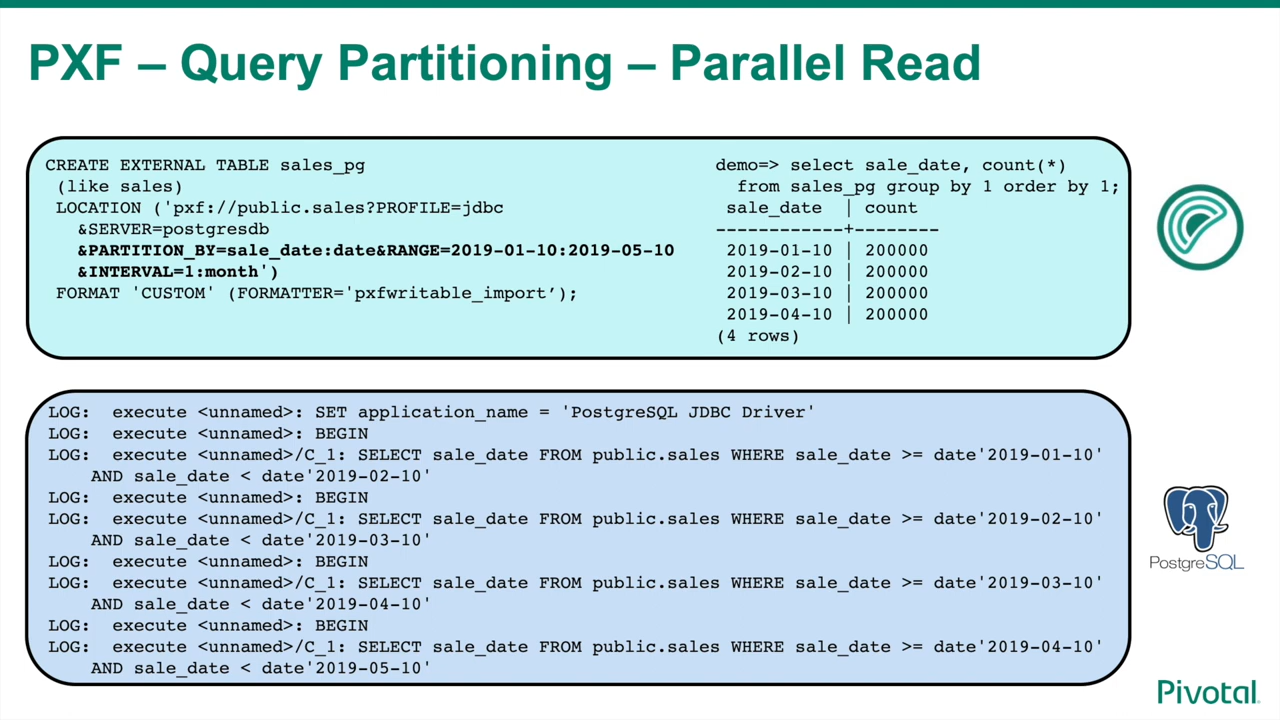 PXF – Query Partitioning – Parallel Read
CREATE EXTERNAL TABLE sales_pg
(like sales)
LOCATION ('pxf://public.sales?PROFILE=jdbc
&SERVER=postgresdb
&PARTITION_BY=sale_date:date&RANGE=2019-01-10:2019-05-10
&INTERVAL=1:month')
FORMAT 'CUSTOM' (FORMATTER='pxfwritable_import’);
demo=> select sale_date, count(*)
from sales_pg group by 1 order by 1;
sale_date | count
------------+--------
2019-01-10 | 200000
2019-02-10 | 200000
2019-03-10 | 200000
2019-04-10 | 200000
(4 rows)
LOG: execute <unnamed>: SET application_name = 'PostgreSQL JDBC Driver'
LOG: execute <unnamed>: BEGIN
LOG: execute <unnamed>/C_1: SELECT sale_date FROM public.sales WHERE sale_date >= date'2019-01-10'
AND sale_date < date'2019-02-10'
LOG: execute <unnamed>: BEGIN
LOG: execute <unnamed>/C_1: SELECT sale_date FROM public.sales WHERE sale_date >= date'2019-02-10'
AND sale_date < date'2019-03-10'
LOG: execute <unnamed>: BEGIN
LOG: execute <unnamed>/C_1: SELECT sale_date FROM public.sales WHERE sale_date >= date'2019-03-10'
AND sale_date < date'2019-04-10'
LOG: execute <unnamed>: BEGIN
LOG: execute <unnamed>/C_1: SELECT sale_date FROM public.sales WHERE sale_date >= date'2019-04-10'
AND sale_date < date'2019-05-10'
PostgreSQL
Pivotal